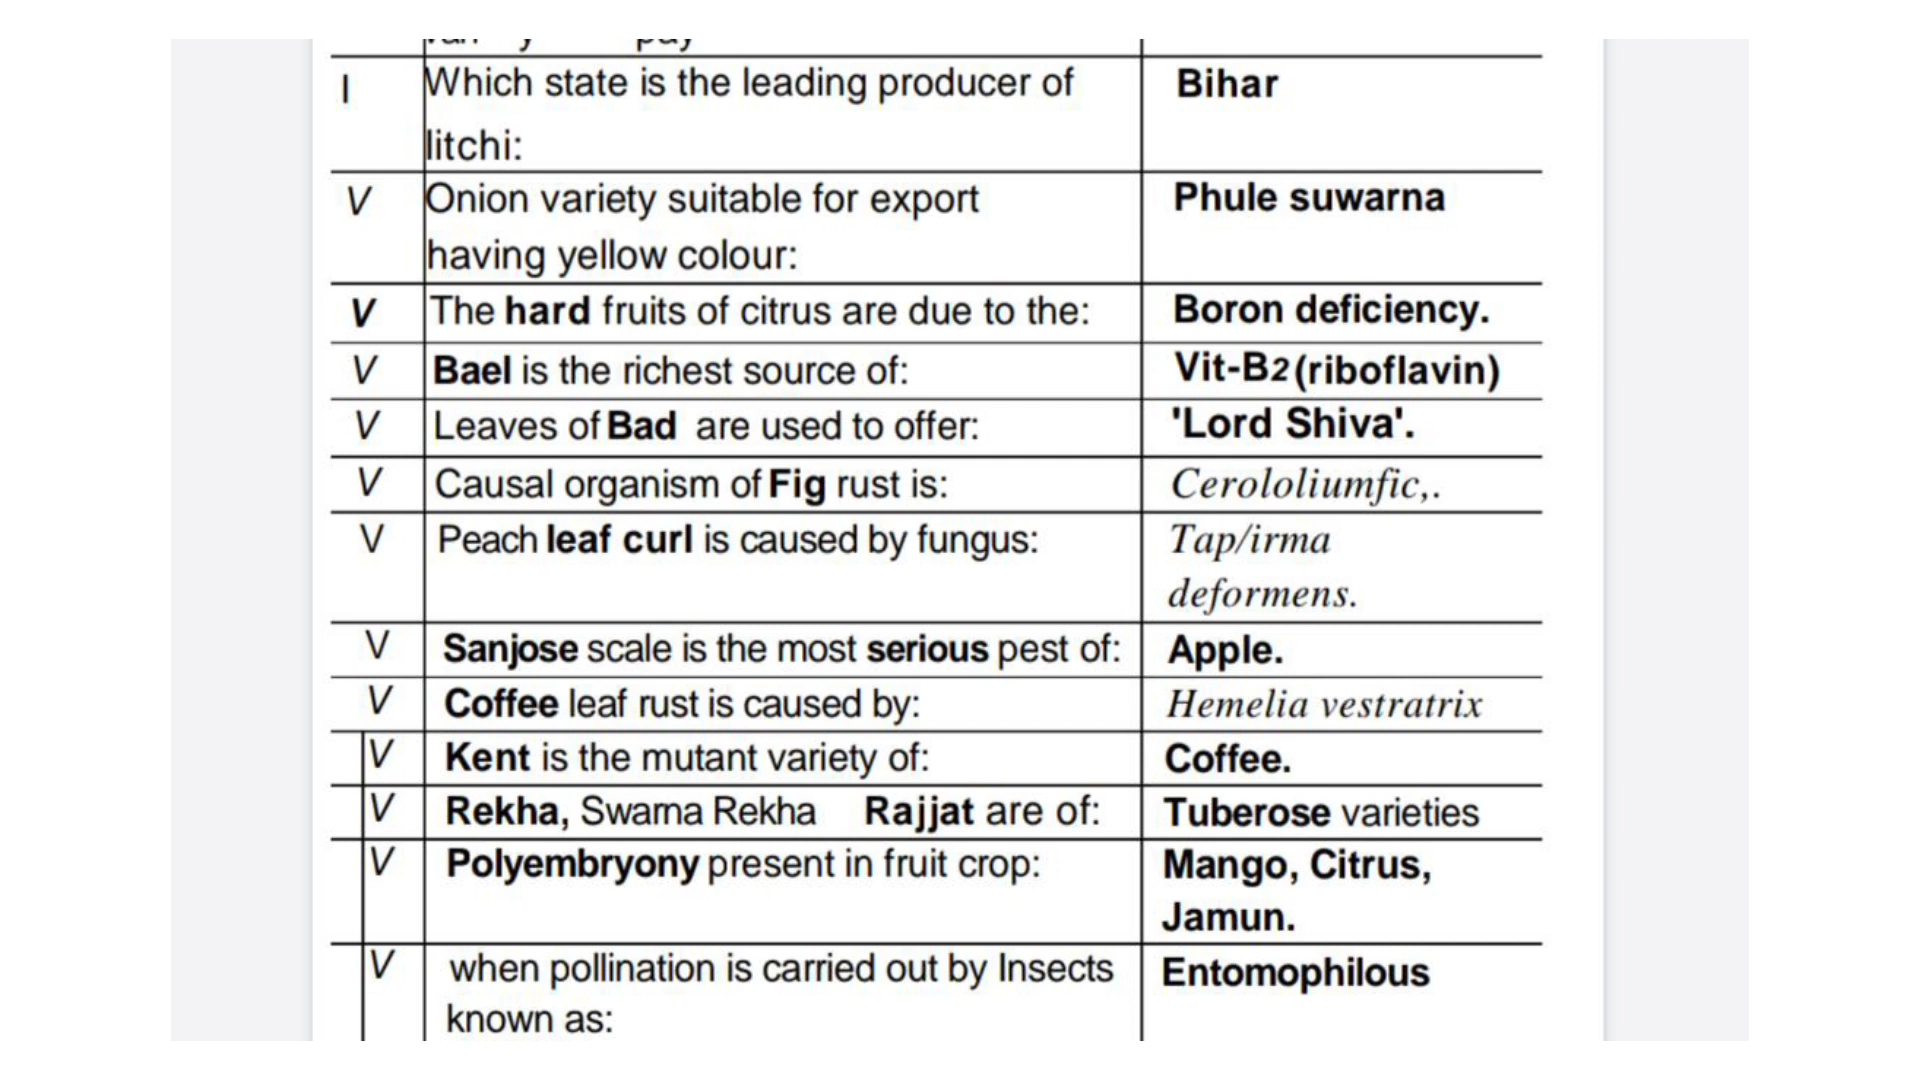 I Which state is the leading producer of Bihar
litchi:
V Onion variety suitable for export Phule suwarna
having yellow colour:
V The hard fruits of citrus are due to the: Boron deficiency.
V Bael is the richest source of: Vit-B2 (riboflavin)
V Leaves of Bad are used to offer: 'Lord Shiva'.
V Causal organism of Fig rust is: Cerololiumfic,.
V Peach leaf curl is caused by fungus: Tap/irma
deformens.
V Sanjose scale is the most serious pest of: Apple.
V Coffee leaf rust is caused by: Hemelia vestratrix
V Kent is the mutant variety of: Coffee.
V Rekha, Swarna Rekha Rajjat are of: Tuberose varieties
V Polyembryony present in fruit crop: Mango, Citrus,
Jamun.
V when pollination is carried out by Insects Entomophilous
known as: